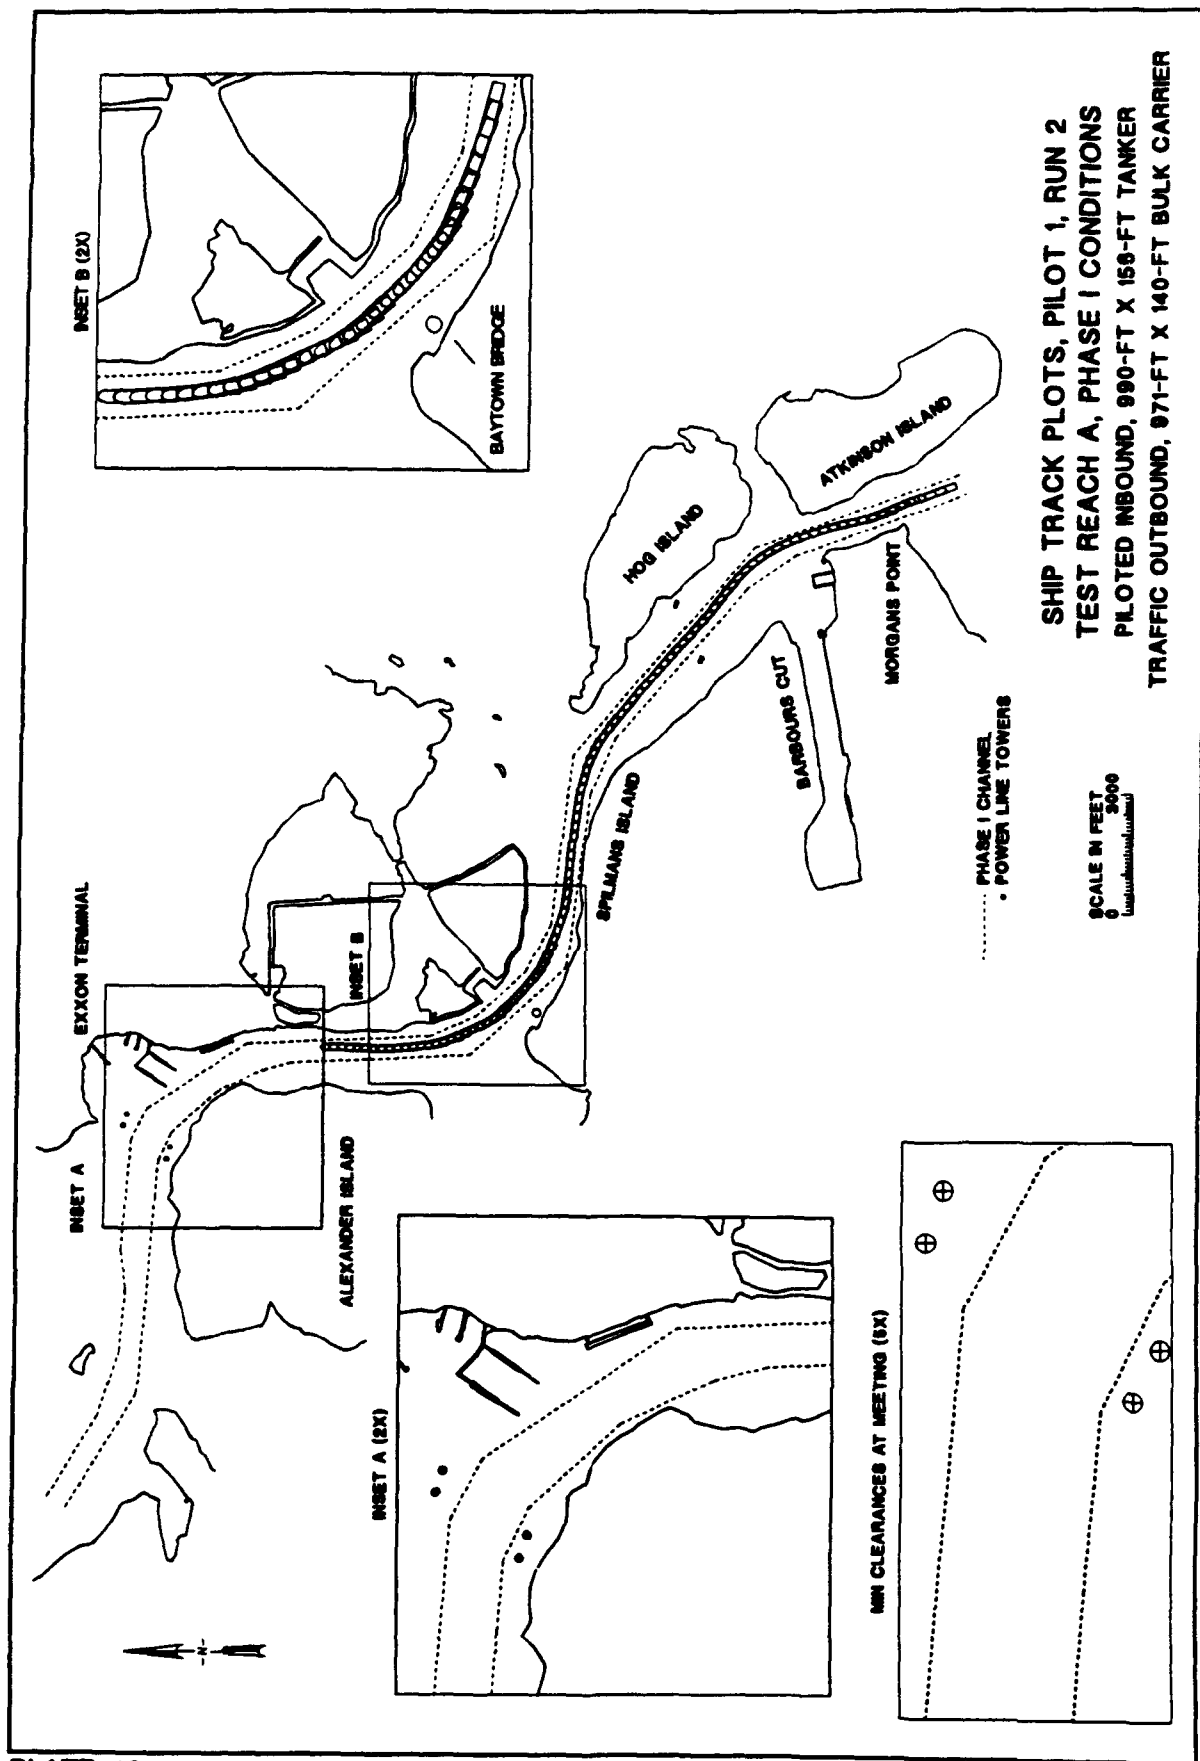 INSET A
EXXON TERMINAL
INSET B (2X)
ALEXANDER ISLAND
INSET B
BAYTOWN BRIDGE
INSET A (2X)
SPILMANS ISLAND
HOG ISLAND
ATKINSON ISLAND
BARBOURS CUT
MORGANS POINT
-N-
MIN CLEARANCES AT MEETING (5X)
PHASE I CHANNEL
POWER LINE TOWERS
SCALE IN FEET
0 3000
SHIP TRACK PLOTS, PILOT 1, RUN 2
TEST REACH A, PHASE I CONDITIONS
PILOTED INBOUND, 990-FT X 156-FT TANKER
TRAFFIC OUTBOUND, 971-FT X 140-FT BULK CARRIER